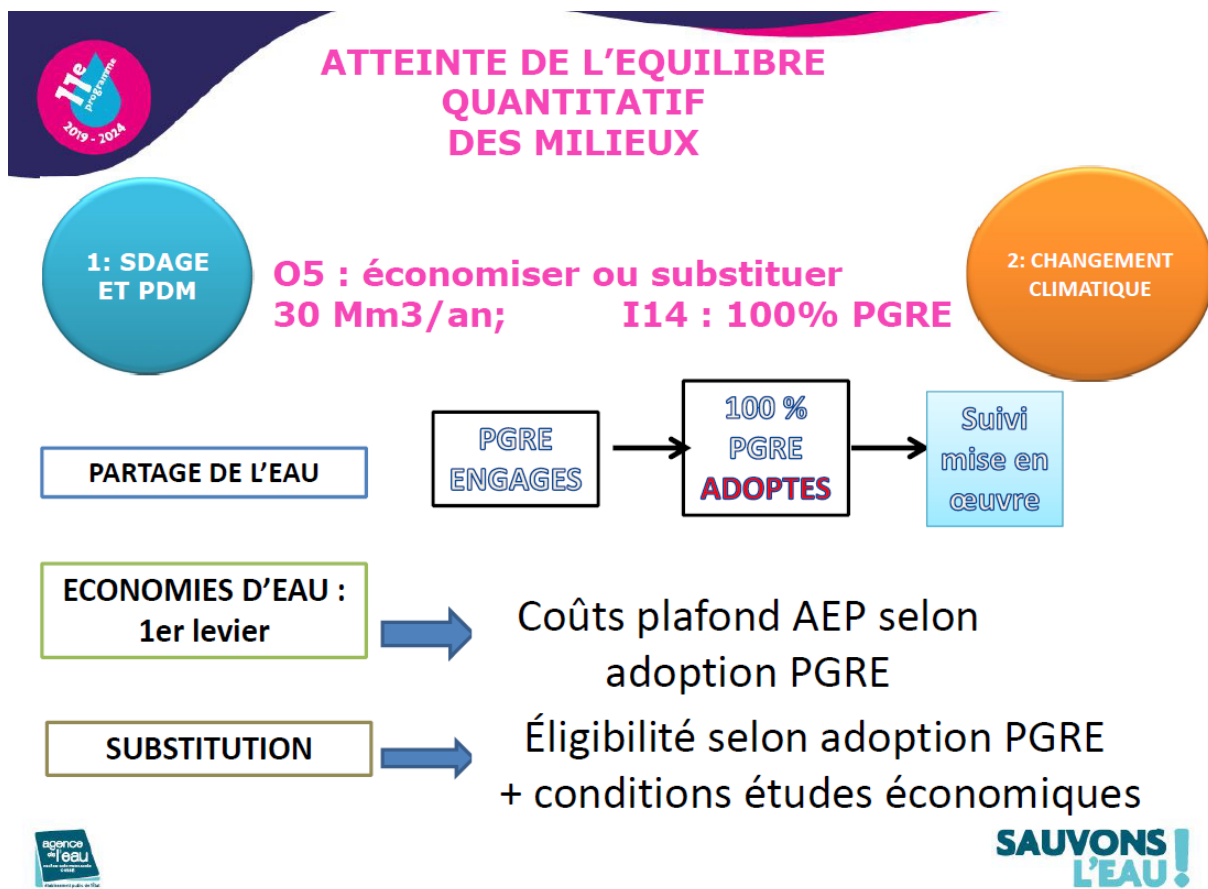 11e
programme
2019 - 2024
ATTEINTE DE L’EQUILIBRE
QUANTITATIF
DES MILIEUX
1: SDAGE
ET PDM
O5 : économiser ou substituer
30 Mm3/an; I14 : 100% PGRE
2: CHANGEMENT
CLIMATIQUE
PARTAGE DE L’EAU
PGRE
ENGAGES
100 %
PGRE
ADOPTES
Suivi
mise en
œuvre
ECONOMIES D’EAU :
1er levier
Coûts plafond AEP selon
adoption PGRE
SUBSTITUTION
Éligibilité selon adoption PGRE
+ conditions études économiques
agence
de l'eau
SAUVONS
L'EAU !